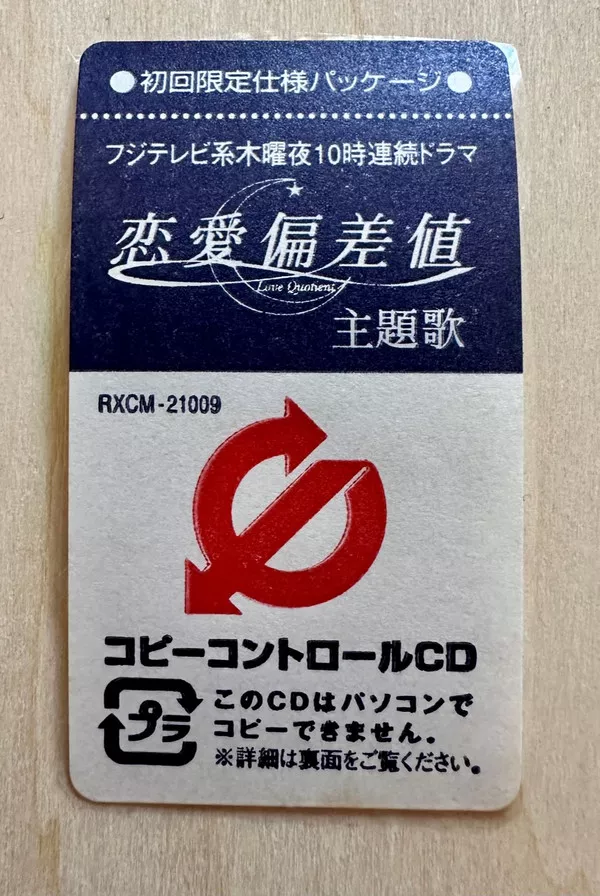 ●初回限定仕様パッケージ●
フジテレビ系木曜夜10時連続ドラマ
恋愛偏差値
Love Quotient
主題歌
RXCM-21009
コピーコントロールCD
プラ
このCDはパソコンで
コピーできません。
※詳細は裏面をご覧ください。